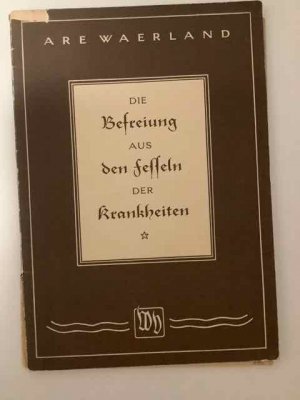 ARE WAERLAND
DIE
Befreiung
AUS
den Fesseln
DER
Krankheiten